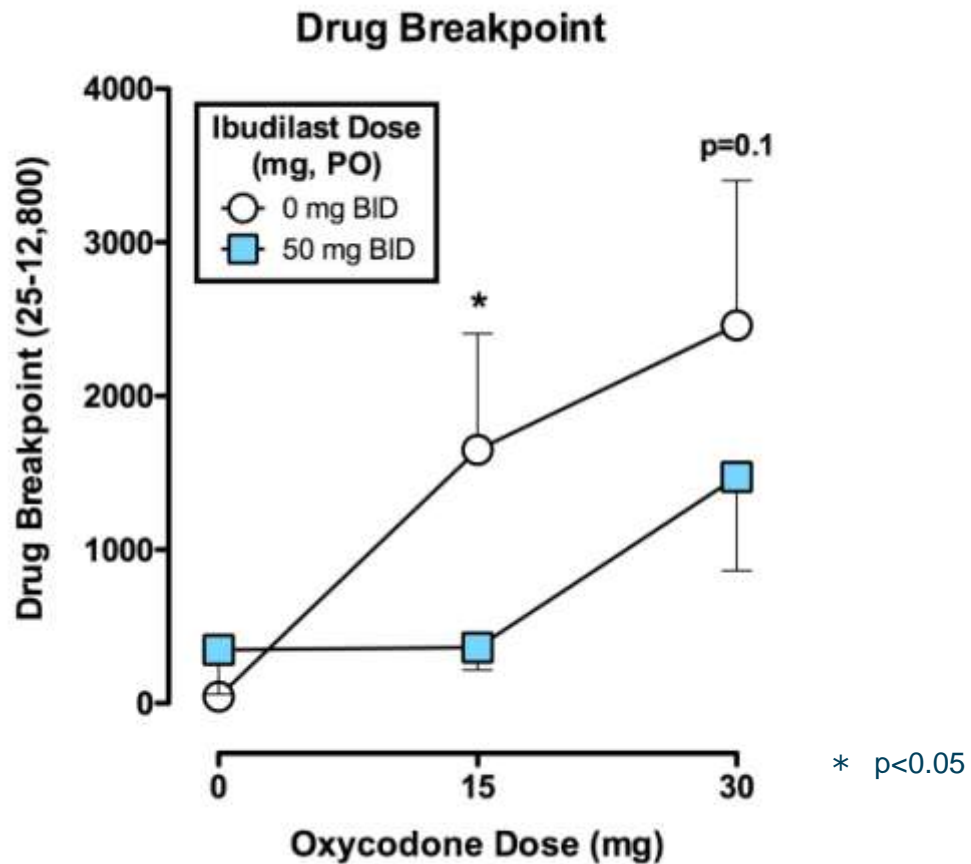 Drug Breakpoint
Drug Breakpoint (25-12,800)
4000
3000
2000
1000
0
Ibudilast Dose
(mg, PO)
0 mg BID
50 mg BID
*
p=0.1
0
15
30
Oxycodone Dose (mg)
* p<0.05